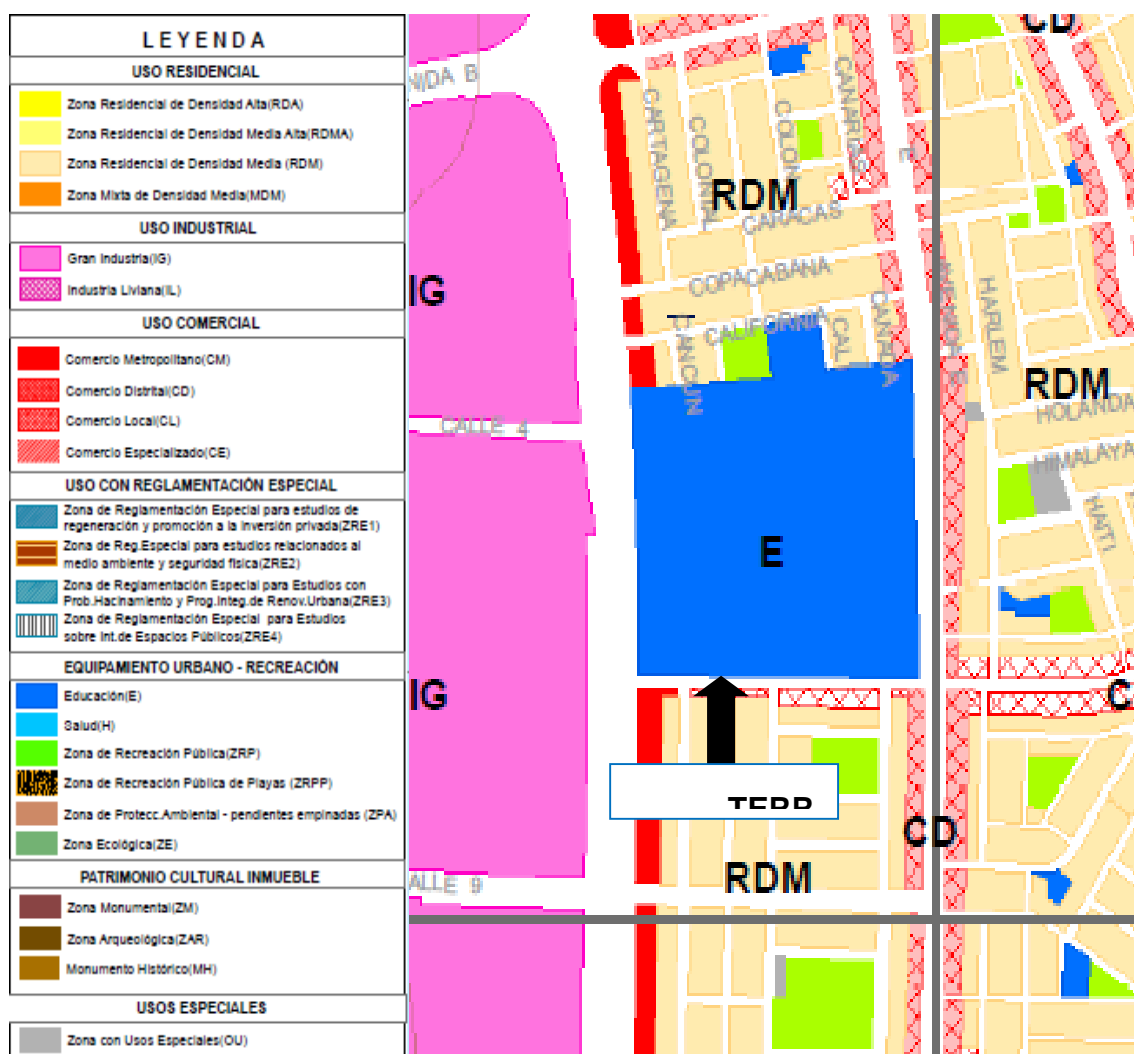 LEYENDA
USO RESIDENCIAL
Zona Residencial de Densidad Alta(RDA)
Zona Residencial de Densidad Media Alta(RDMA)
Zona Residencial de Densidad Media (RDM)
Zona Mixta de Densidad Media(MDM)
USO INDUSTRIAL
Gran Industria(IG)
Industria Liviana(IL)
USO COMERCIAL
Comercio Metropolitano(CM)
Comercio Distrital(CD)
Comercio Local(CL)
Comercio Especializado(CE)
USO CON REGLAMENTACIÓN ESPECIAL
Zona de Reglamentación Especial para estudios de
regeneración y promoción a la inversión privada(ZRE1)
Zona de Reg.Especial para estudios relacionados al
medio ambiente y seguridad física(ZRE2)
Zona de Reglamentación Especial para Estudios con
Prob.Hacinamiento y Prog.Integ.de Renov.Urbana(ZRE3)
Zona de Reglamentación Especial para Estudios
sobre Int.de Espacios Públicos(ZRE4)
EQUIPAMIENTO URBANO - RECREACIÓN
Educación(E)
Salud(H)
Zona de Recreación Pública(ZRP)
Zona de Recreación Pública de Playas (ZRPP)
Zona de Protecc.Ambiental - pendientes empinadas (ZPA)
Zona Ecológica(ZE)
PATRIMONIO CULTURAL INMUEBLE
Zona Monumental(ZM)
Zona Arqueológica(ZAR)
Monumento Histórico(MH)
USOS ESPECIALES
Zona con Usos Especiales(OU)
CD
NIDA B
CARTAGENA
COLONIAL
COLON
CANARIAS
E
RDM
CARACAS
COPACABANA
IG
CALIFORNIA
CANCUN
CALI
CANADA
AVENIDA E
HARLEM
RDM
HOLANDA
HIMALAYA
HAITI
CALLE 4
E
IG
C
TERR
CD
RDM
ALLE 9